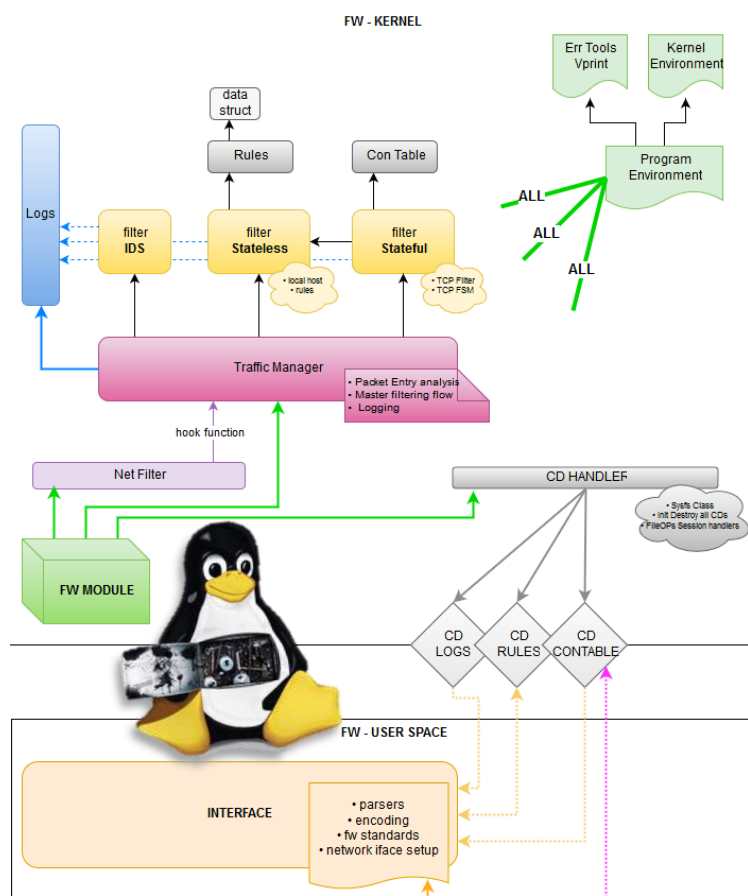 FW - KERNEL
Err Tools
Vprint
Kernel
Environment
data
struct
Rules
Con Table
Program
Environment
Logs
filter
IDS
filter
Stateless
filter
Stateful
ALL
ALL
ALL
• local host
• rules
• TCP Filter
• TCP FSM
Traffic Manager
• Packet Entry analysis
• Master filtering flow
• Logging
hook function
Net Filter
CD HANDLER
• Sysfs Class
• Init Destroy all CDs
• FileOPs Session handlers
FW MODULE
CD
LOGS
CD
RULES
CD
CONTABLE
FW - USER SPACE
INTERFACE
• parsers
• encoding
• fw standards
• network iface setup